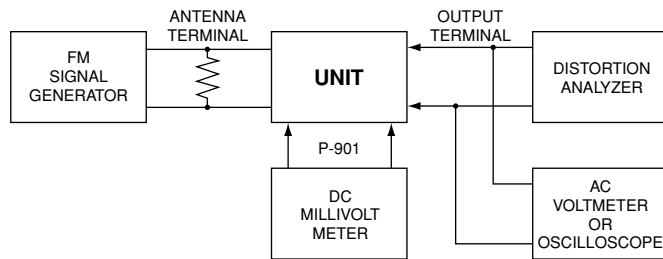 ANTENNA
TERMINAL
OUTPUT
TERMINAL
FM
SIGNAL
GENERATOR
UNIT
DISTORTION
ANALYZER
P-901
DC
MILLIVOLT
METER
AC
VOLTMETER
OR
OSCILLOSCOPE